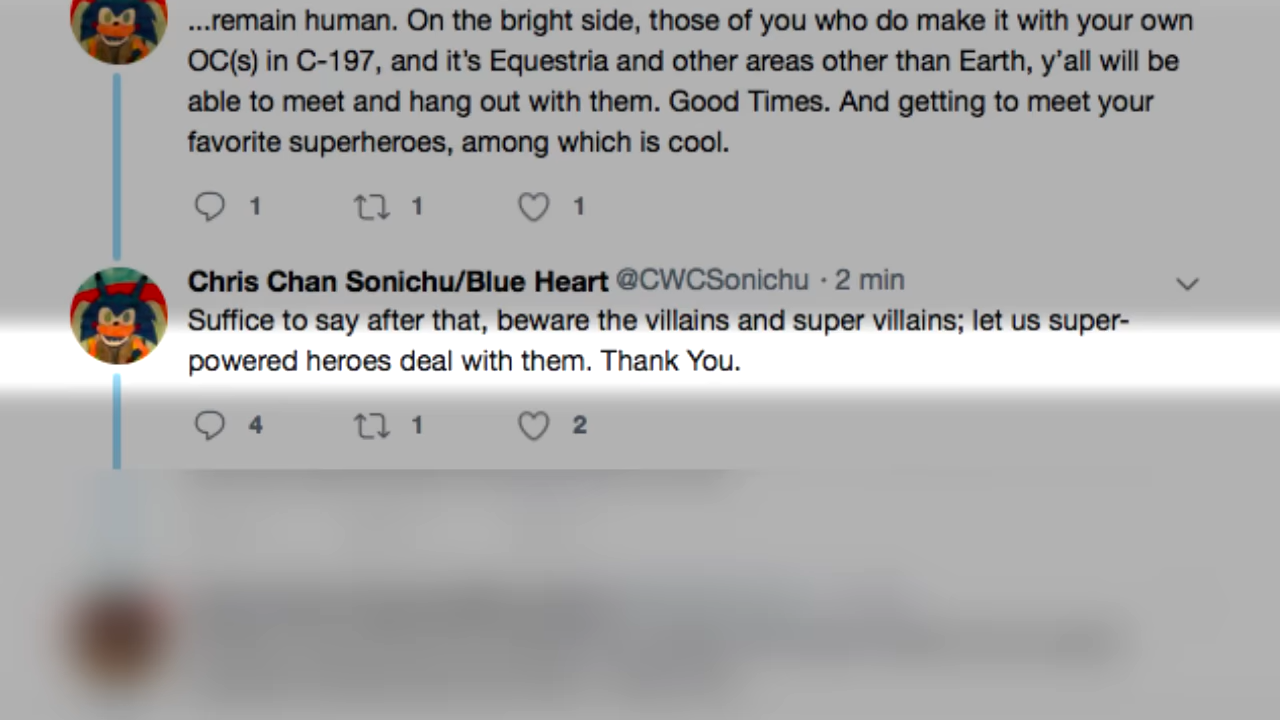 ...remain human. On the bright side, those of you who do make it with your own
OC(s) in C-197, and it’s Equestria and other areas other than Earth, y’all will be
able to meet and hang out with them. Good Times. And getting to meet your
favorite superheroes, among which is cool.
1 1 1
Chris Chan Sonichu/Blue Heart @CWCSonichu · 2 min
Suffice to say after that, beware the villains and super villains; let us super-
powered heroes deal with them. Thank You.
4 1 2